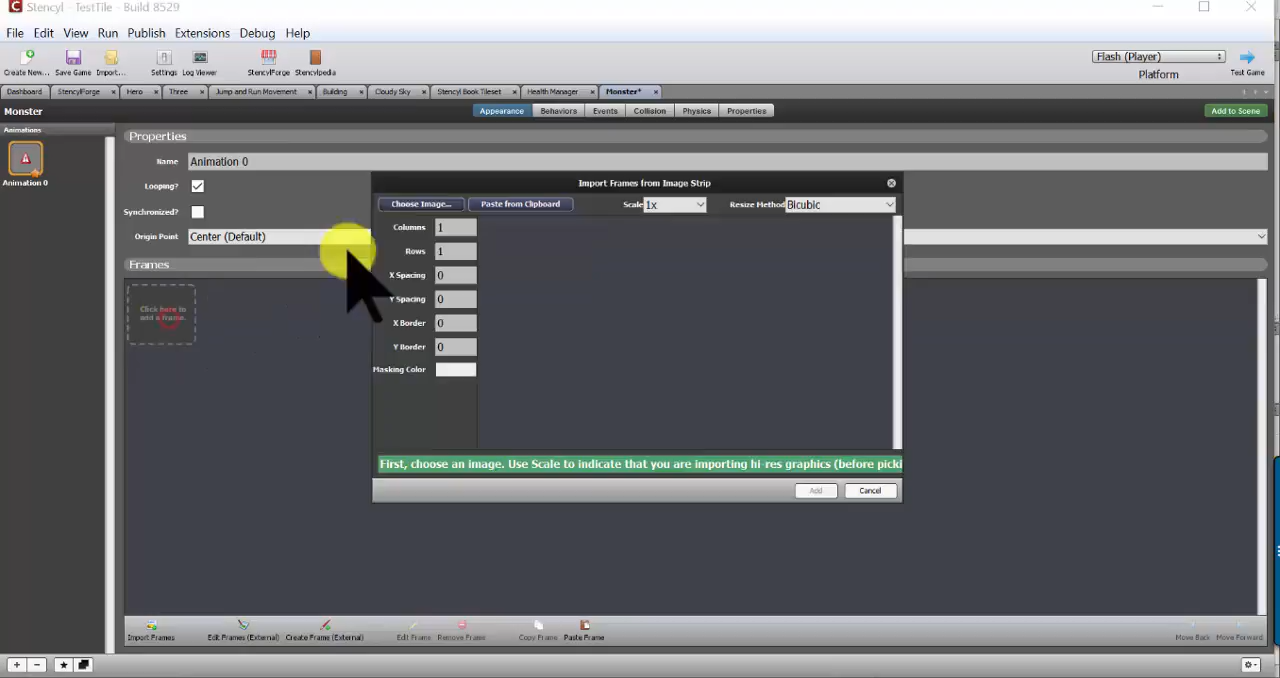 Stencyl - TestTile - Build 8529
File Edit View Run Publish Extensions Debug Help
Create New... Save Game Import... Settings Log Viewer StencylForge Stencylpedia
Flash (Player)
Platform
Test Game
Dashboard StencylForge Hero Three Jump and Run Movement Building Cloudy Sky Stencyl Book Tileset Health Manager Monster*
Monster
Appearance Behaviors Events Collision Physics Properties
Add to Scene
Animations
Animation 0
Properties
Name Animation 0
Looping?
Synchronized?
Origin Point Center (Default)
Frames
Click here to
add a frame.
Import Frames from Image Strip
Choose Image... Paste from Clipboard Scale 1x Resize Method Bicubic
Columns 1
Rows 1
X Spacing 0
Y Spacing 0
X Border 0
Y Border 0
Masking Color
First, choose an image. Use Scale to indicate that you are importing hi-res graphics (before picki
Add Cancel
Import Frames Edit Frames (External) Create Frame (External) Edit Frame Remove Frame Copy Frame Paste Frame Move Back Move Forward